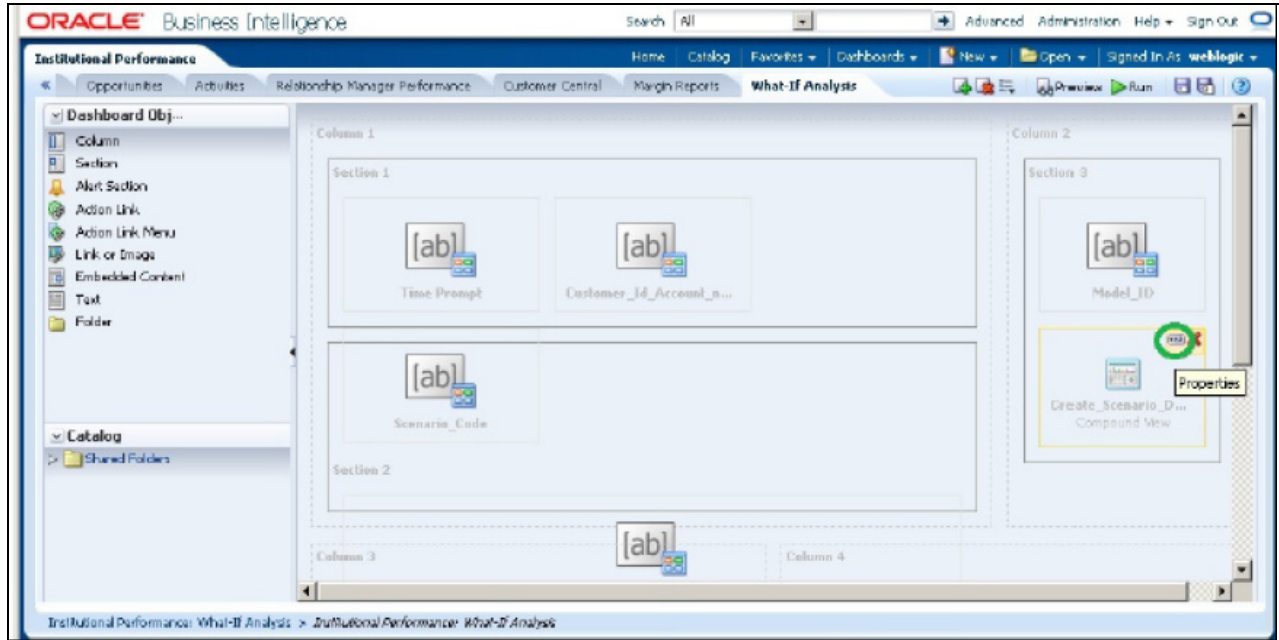 ORACLE Business Intelligence
Search All Advanced Administration Help Sign Out
Institutional Performance
Home Catalog Favorites Dashboards New Open Signed In As weblogic
« Opportunities Activities Relationship Manager Performance Customer Central Margin Reports What-If Analysis Preview Run
Dashboard Obj...
Column
Section
Alert Section
Action Link
Action Link Menu
Link or Image
Embedded Content
Text
Folder
Catalog
Shared Folders
Column 1
Section 1
[ab] [ab]
Time Prompt Customer_Id_Account_n...
[ab]
Scenario_Code
Section 2
Column 2
Section 3
[ab]
Model_ID
Properties
Create_Scenario_D...
Compound View
Column 3
[ab]
Column 4
Institutional Performance: What-If Analysis > Institutional Performance: What-If Analysis